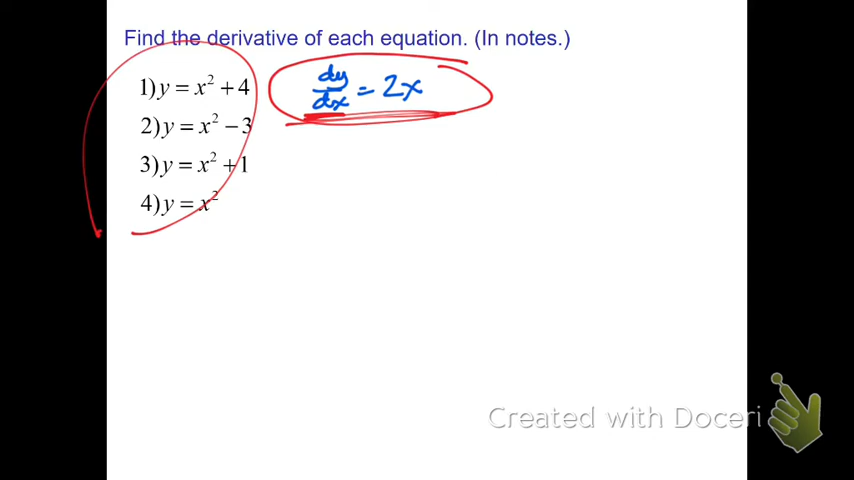 Find the derivative of each equation. (In notes.)
1) y = x² + 4
dy/dx = 2x
2) y = x² − 3
3) y = x² + 1
4) y = x²
Created with Doceri